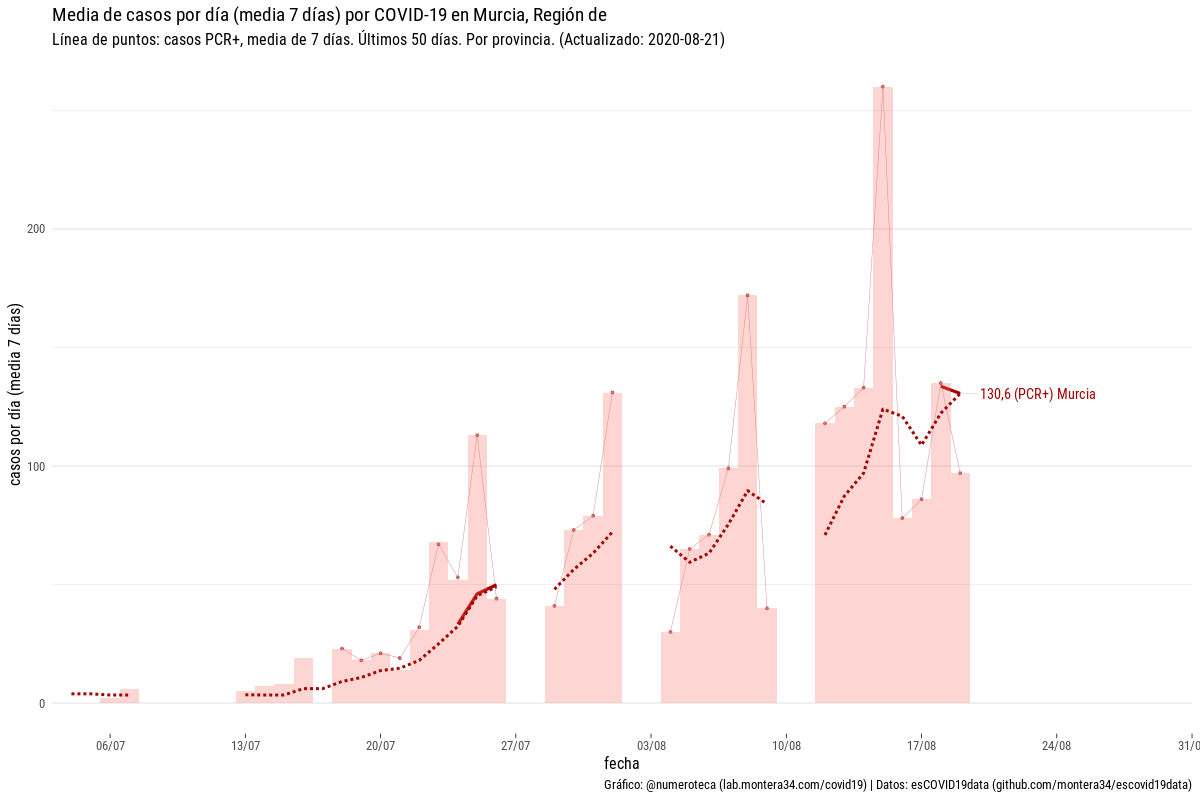 Media de casos por día (media 7 días) por COVID-19 en Murcia, Región de
Línea de puntos: casos PCR+, media de 7 días. Últimos 50 días. Por provincia. (Actualizado: 2020-08-21)
casos por día (media 7 días)
200
100
0
130,6 (PCR+) Murcia
06/07 13/07 20/07 27/07 03/08 10/08 17/08 24/08 31/0
fecha
Gráfico: @numeroteca (lab.montera34.com/covid19) | Datos: esCOVID19data (github.com/montera34/escovid19data)